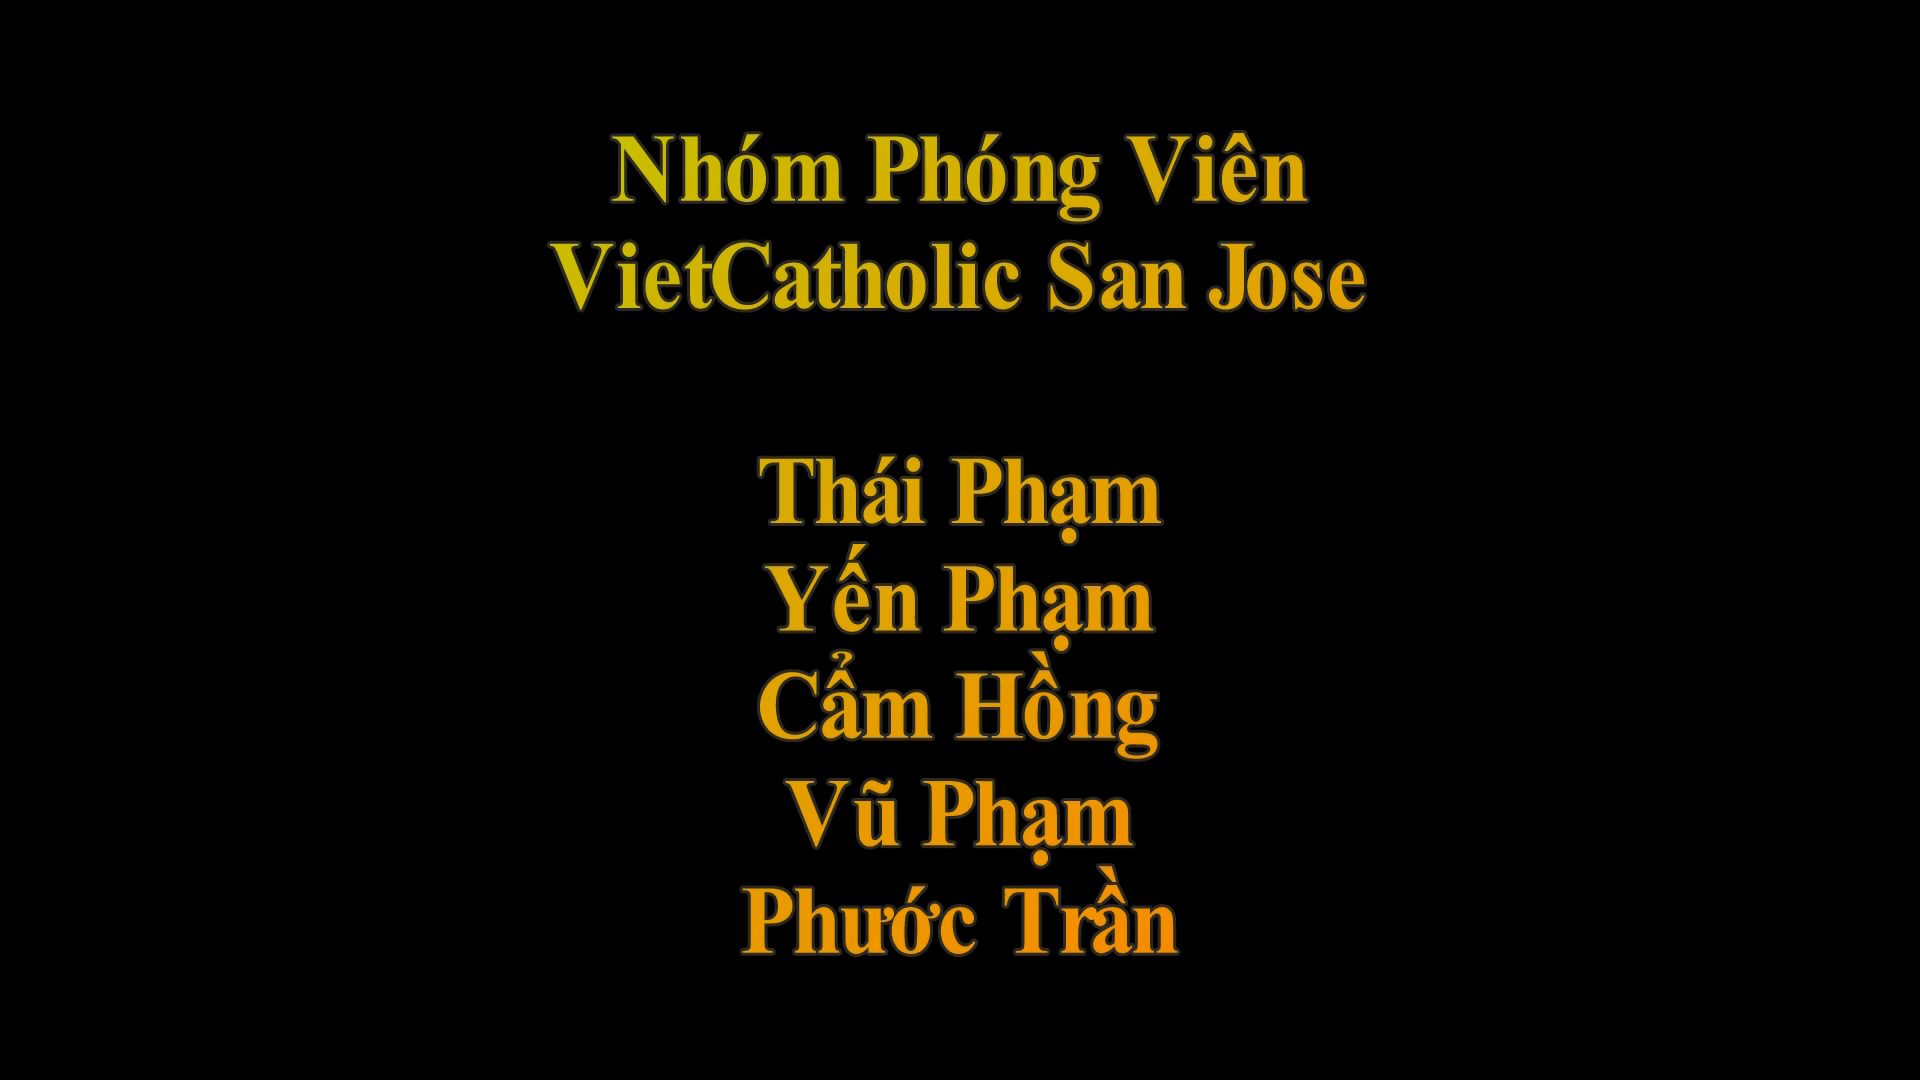 Nhóm Phóng Viên
VietCatholic San Jose
Thái Phạm
Yến Phạm
Cẩm Hồng
Vũ Phạm
Phước Trần